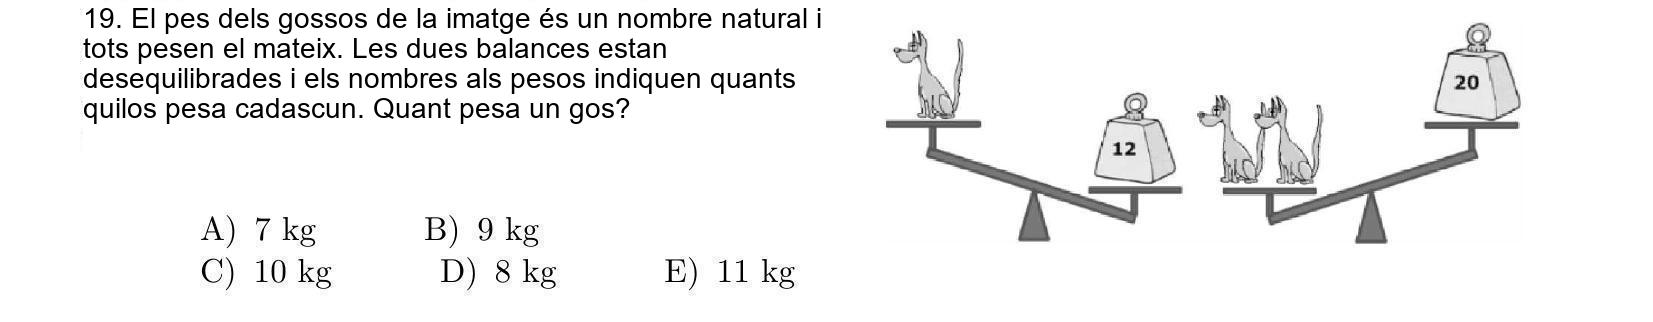 19. El pes dels gossos de la imatge és un nombre natural i
tots pesen el mateix. Les dues balances estan
desequilibrades i els nombres als pesos indiquen quants
quilos pesa cadascun. Quant pesa un gos?
12
20
A) 7 kg B) 9 kg
C) 10 kg D) 8 kg E) 11 kg